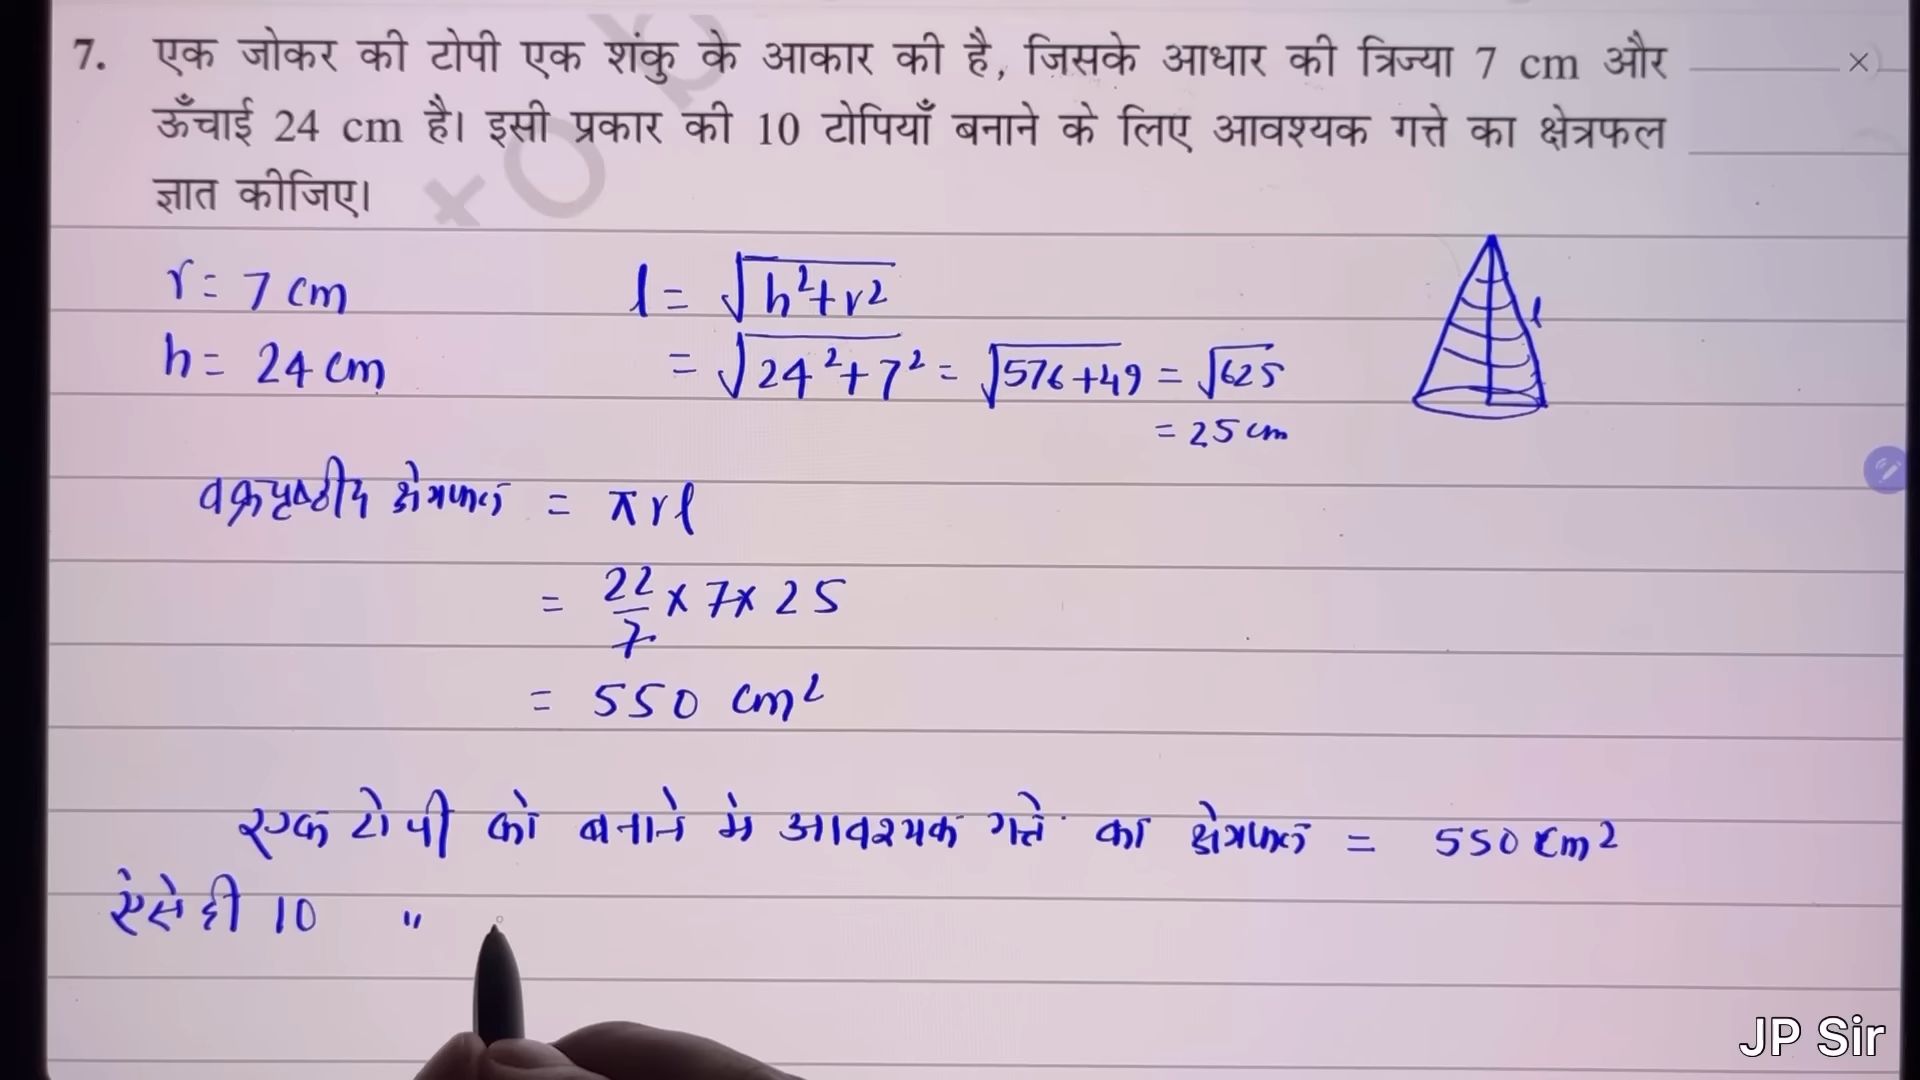 7. एक जोकर की टोपी एक शंकु के आकार की है, जिसके आधार की त्रिज्या 7 cm और
ऊँचाई 24 cm है। इसी प्रकार की 10 टोपियाँ बनाने के लिए आवश्यक गत्ते का क्षेत्रफल
ज्ञात कीजिए।
r = 7 cm
h = 24 cm
l = √h²+r²
= √24²+7² = √576+49 = √625
= 25 cm
l
वक्रपृष्ठीय क्षेत्रफल = πrl
= 22/7 × 7 × 25
= 550 cm²
एक टोपी को बनाने मे आवश्यक गत्ते का क्षेत्रफल = 550 cm²
ऐसे ही 10 "
JP Sir